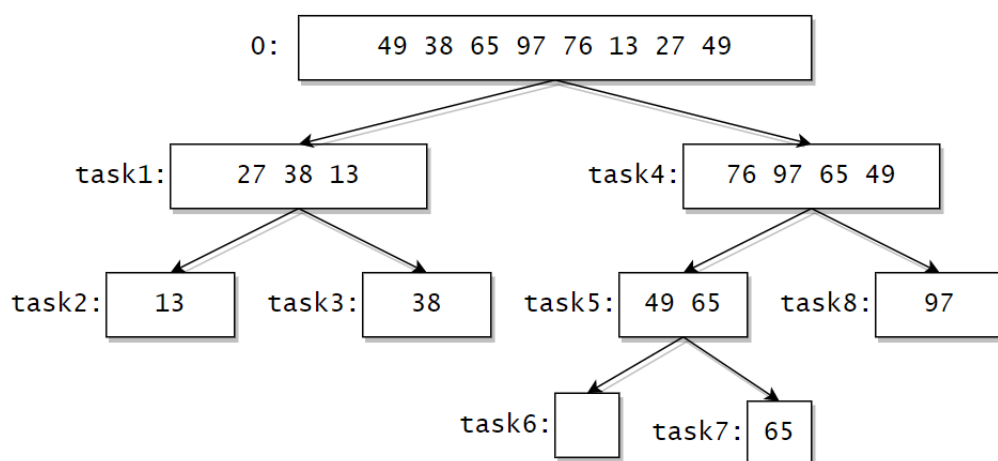 0: 49 38 65 97 76 13 27 49
task1: 27 38 13 task4: 76 97 65 49
task2: 13 task3: 38 task5: 49 65 task8: 97
task6: task7: 65